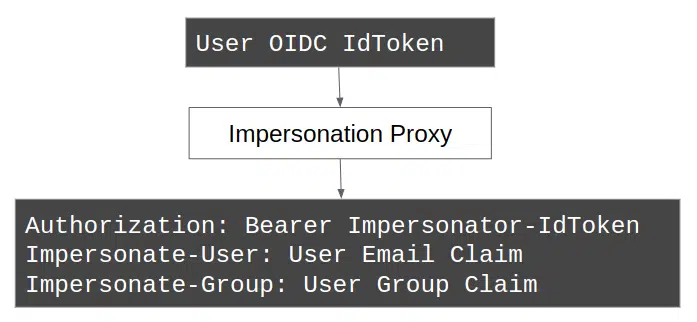 User OIDC IdToken
Impersonation Proxy
Authorization: Bearer Impersonator-IdToken
Impersonate-User: User Email Claim
Impersonate-Group: User Group Claim